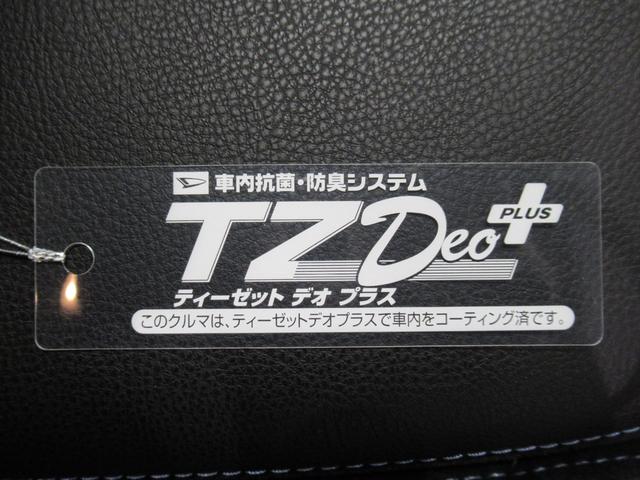 車内抗菌・防臭システム
TZ Deo PLUS
ティーゼット デオ プラス
このクルマは、ティーゼットデオプラスで車内をコーティング済です。